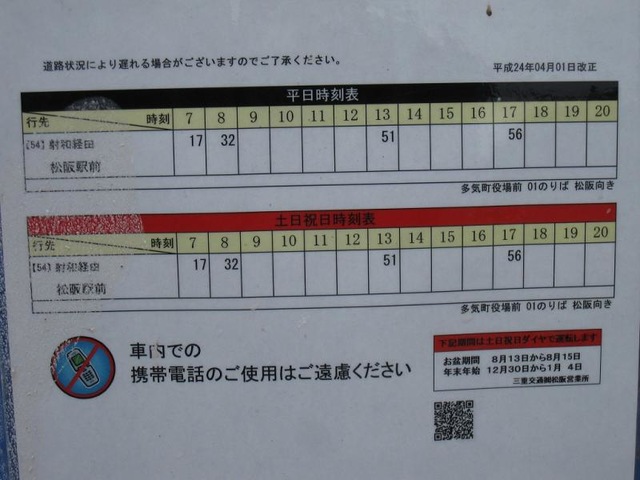 道路状況により遅れる場合がございますのでご了承ください。
平成24年04月01日改正
平日時刻表
行先 時刻 7 8 9 10 11 12 13 14 15 16 17 18 19 20
【54】射和経由 17 32 51 56
松阪駅前
多気町役場前 01のりば 松阪向き
土日祝日時刻表
行先 時刻 7 8 9 10 11 12 13 14 15 16 17 18 19 20
【54】射和経由 17 32 51 56
松阪駅前
多気町役場前 01のりば 松阪向き
車内での
携帯電話のご使用はご遠慮ください
下記期間は土日祝日ダイヤで運転します
お盆期間 8月13日から8月15日
年末年始 12月30日から1月 4日
三重交通㈱松阪営業所